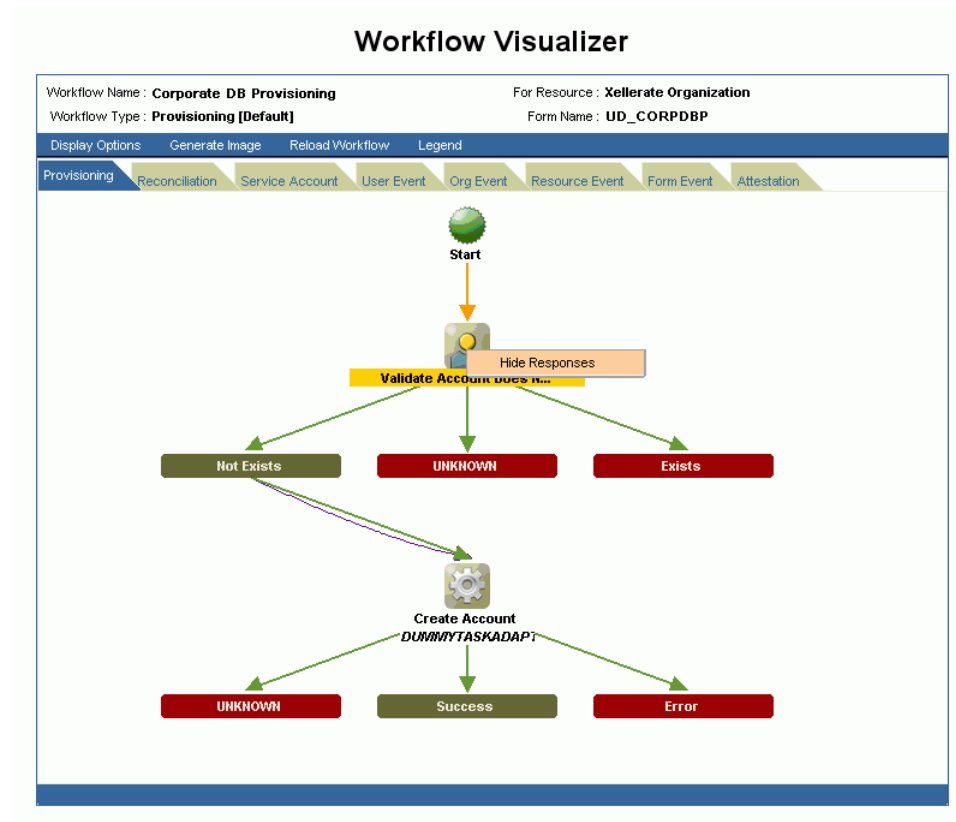 Workflow Visualizer
Workflow Name : Corporate DB Provisioning For Resource : Xellerate Organization
Workflow Type : Provisioning [Default] Form Name : UD_CORPDBP
Display Options Generate Image Reload Workflow Legend
Provisioning Reconciliation Service Account User Event Org Event Resource Event Form Event Attestation
Start
Hide Responses
Validate Account Does N...
Not Exists UNKNOWN Exists
Create Account
DUMMYTASKADAPT
UNKNOWN Success Error